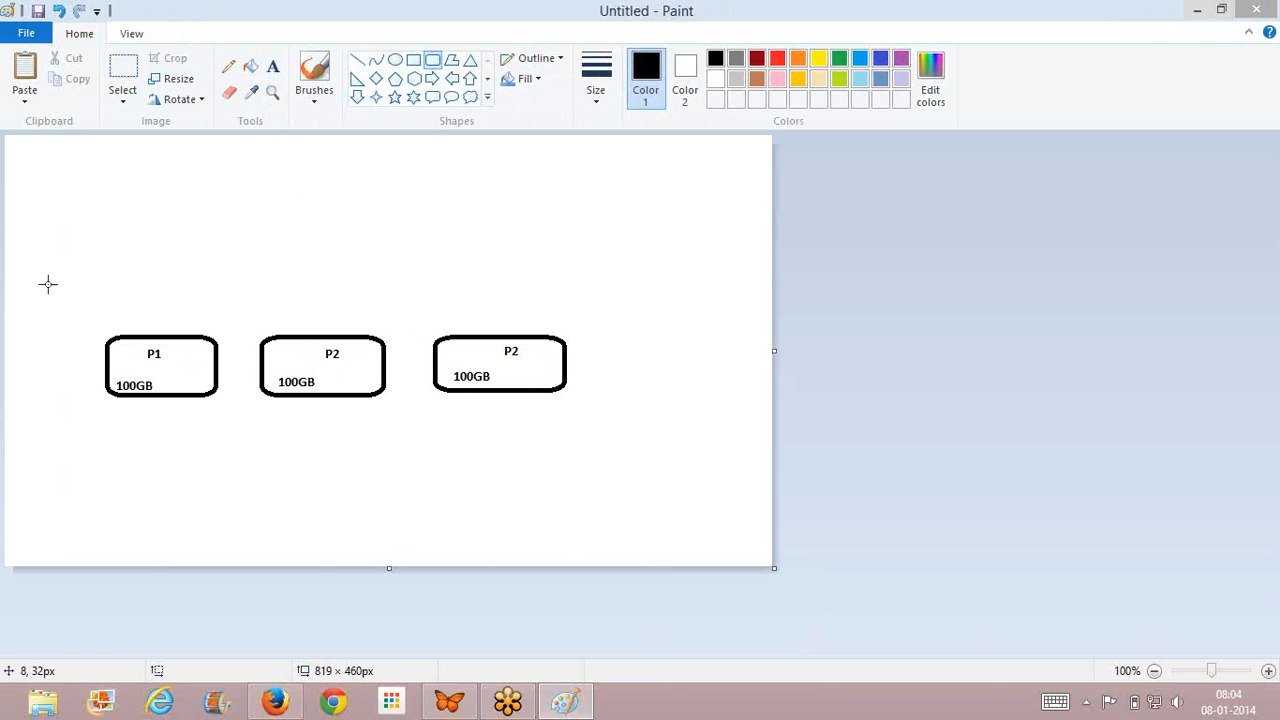 Untitled - Paint
File
Home
View
Paste
Cut
Copy
Clipboard
Select
Crop
Resize
Rotate
Image
A
Tools
Brushes
Outline
Fill
Shapes
Size
Color 1
Color 2
Edit colors
Colors
P1
100GB
P2
100GB
P2
100GB
8, 32px
819 × 460px
100%
08:04
08-01-2014